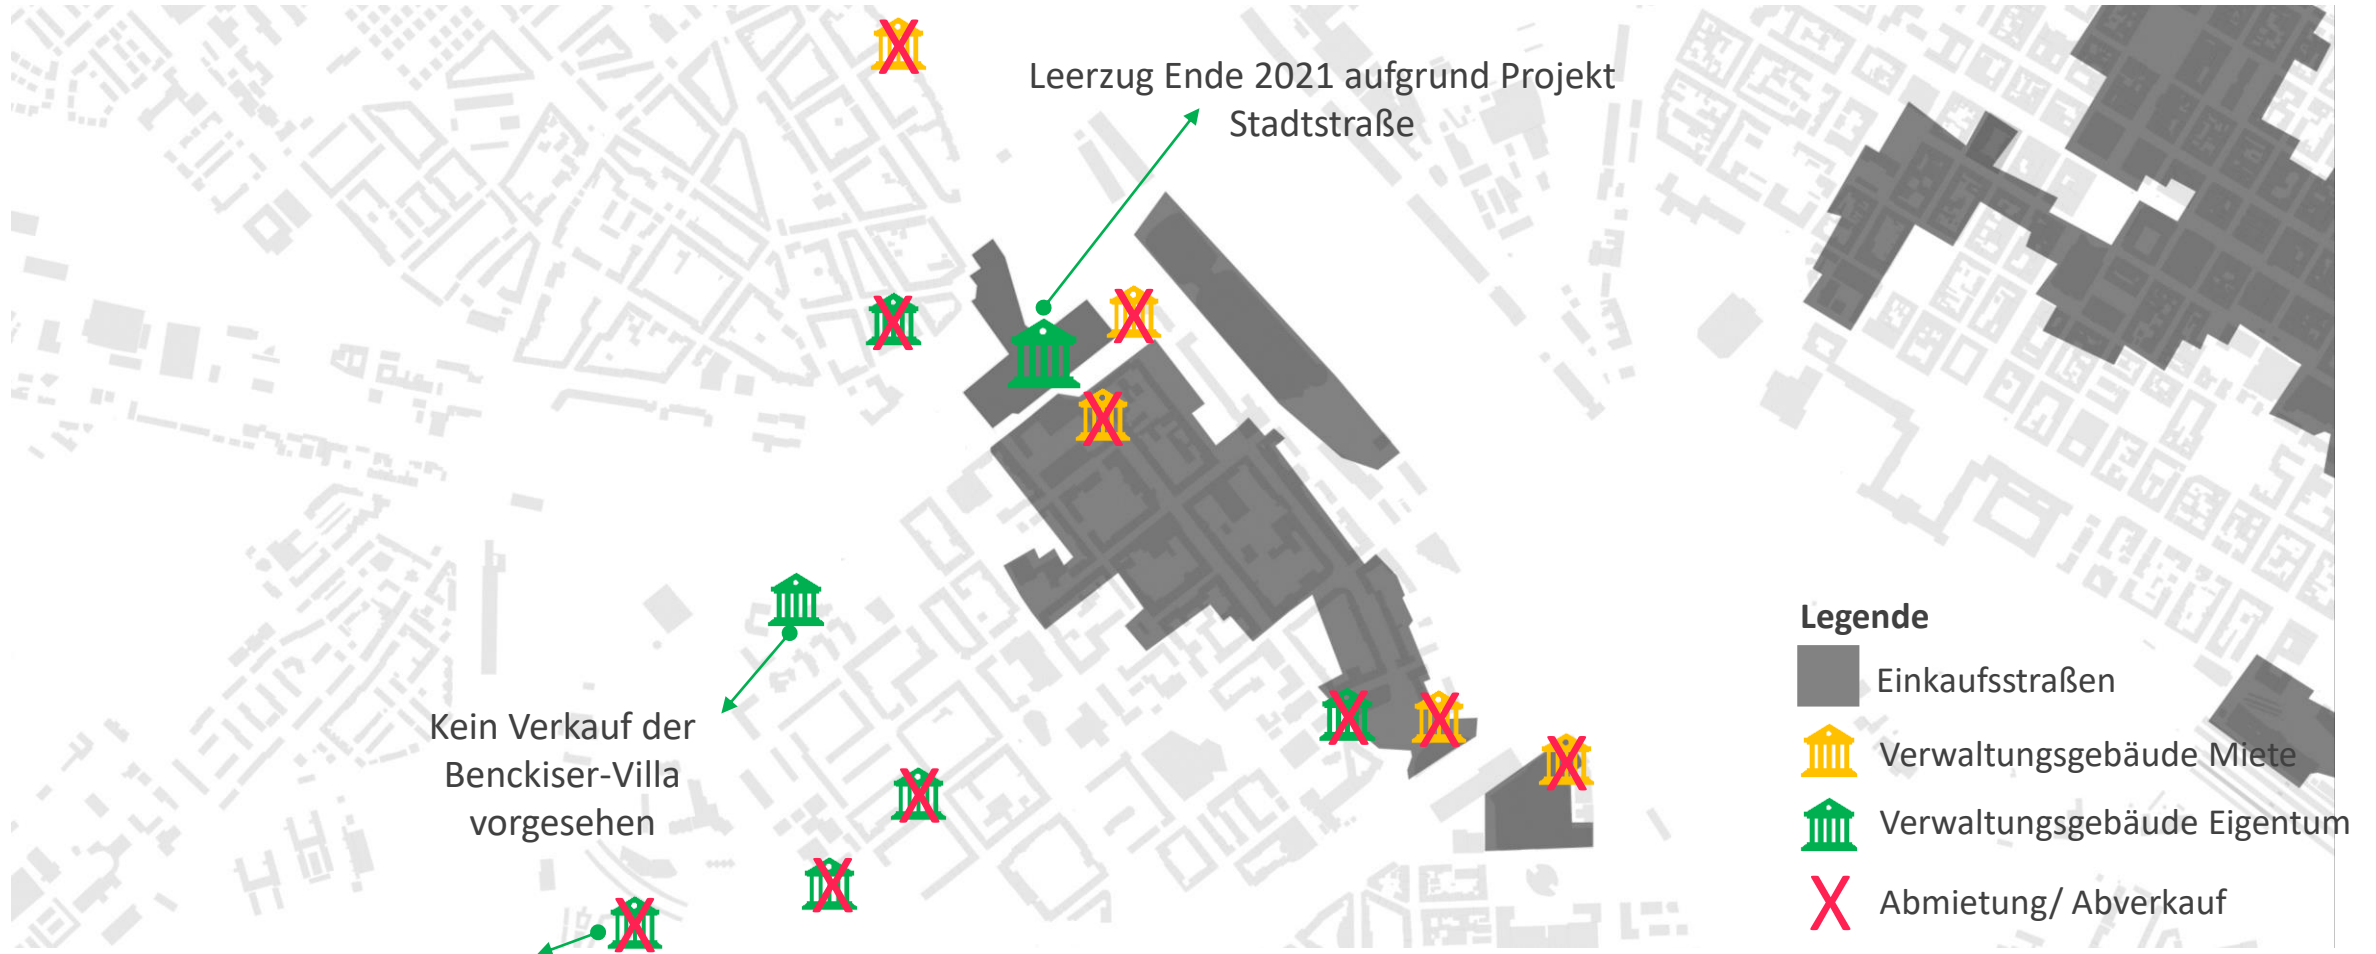 Leerzug Ende 2021 aufgrund Projekt
Stadtstraße
Kein Verkauf der
Benckiser-Villa
vorgesehen
Legende
Einkaufsstraßen
Verwaltungsgebäude Miete
Verwaltungsgebäude Eigentum
Abmietung/ Abverkauf